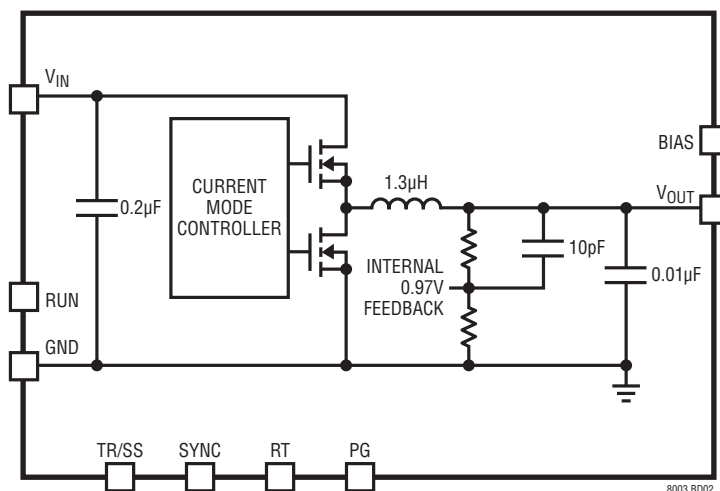 VIN
BIAS
1.3µH
VOUT
CURRENT
MODE
CONTROLLER
0.2µF
10pF
INTERNAL
0.97V
FEEDBACK
0.01µF
RUN
GND
TR/SS
SYNC
RT
PG
8003 BD02